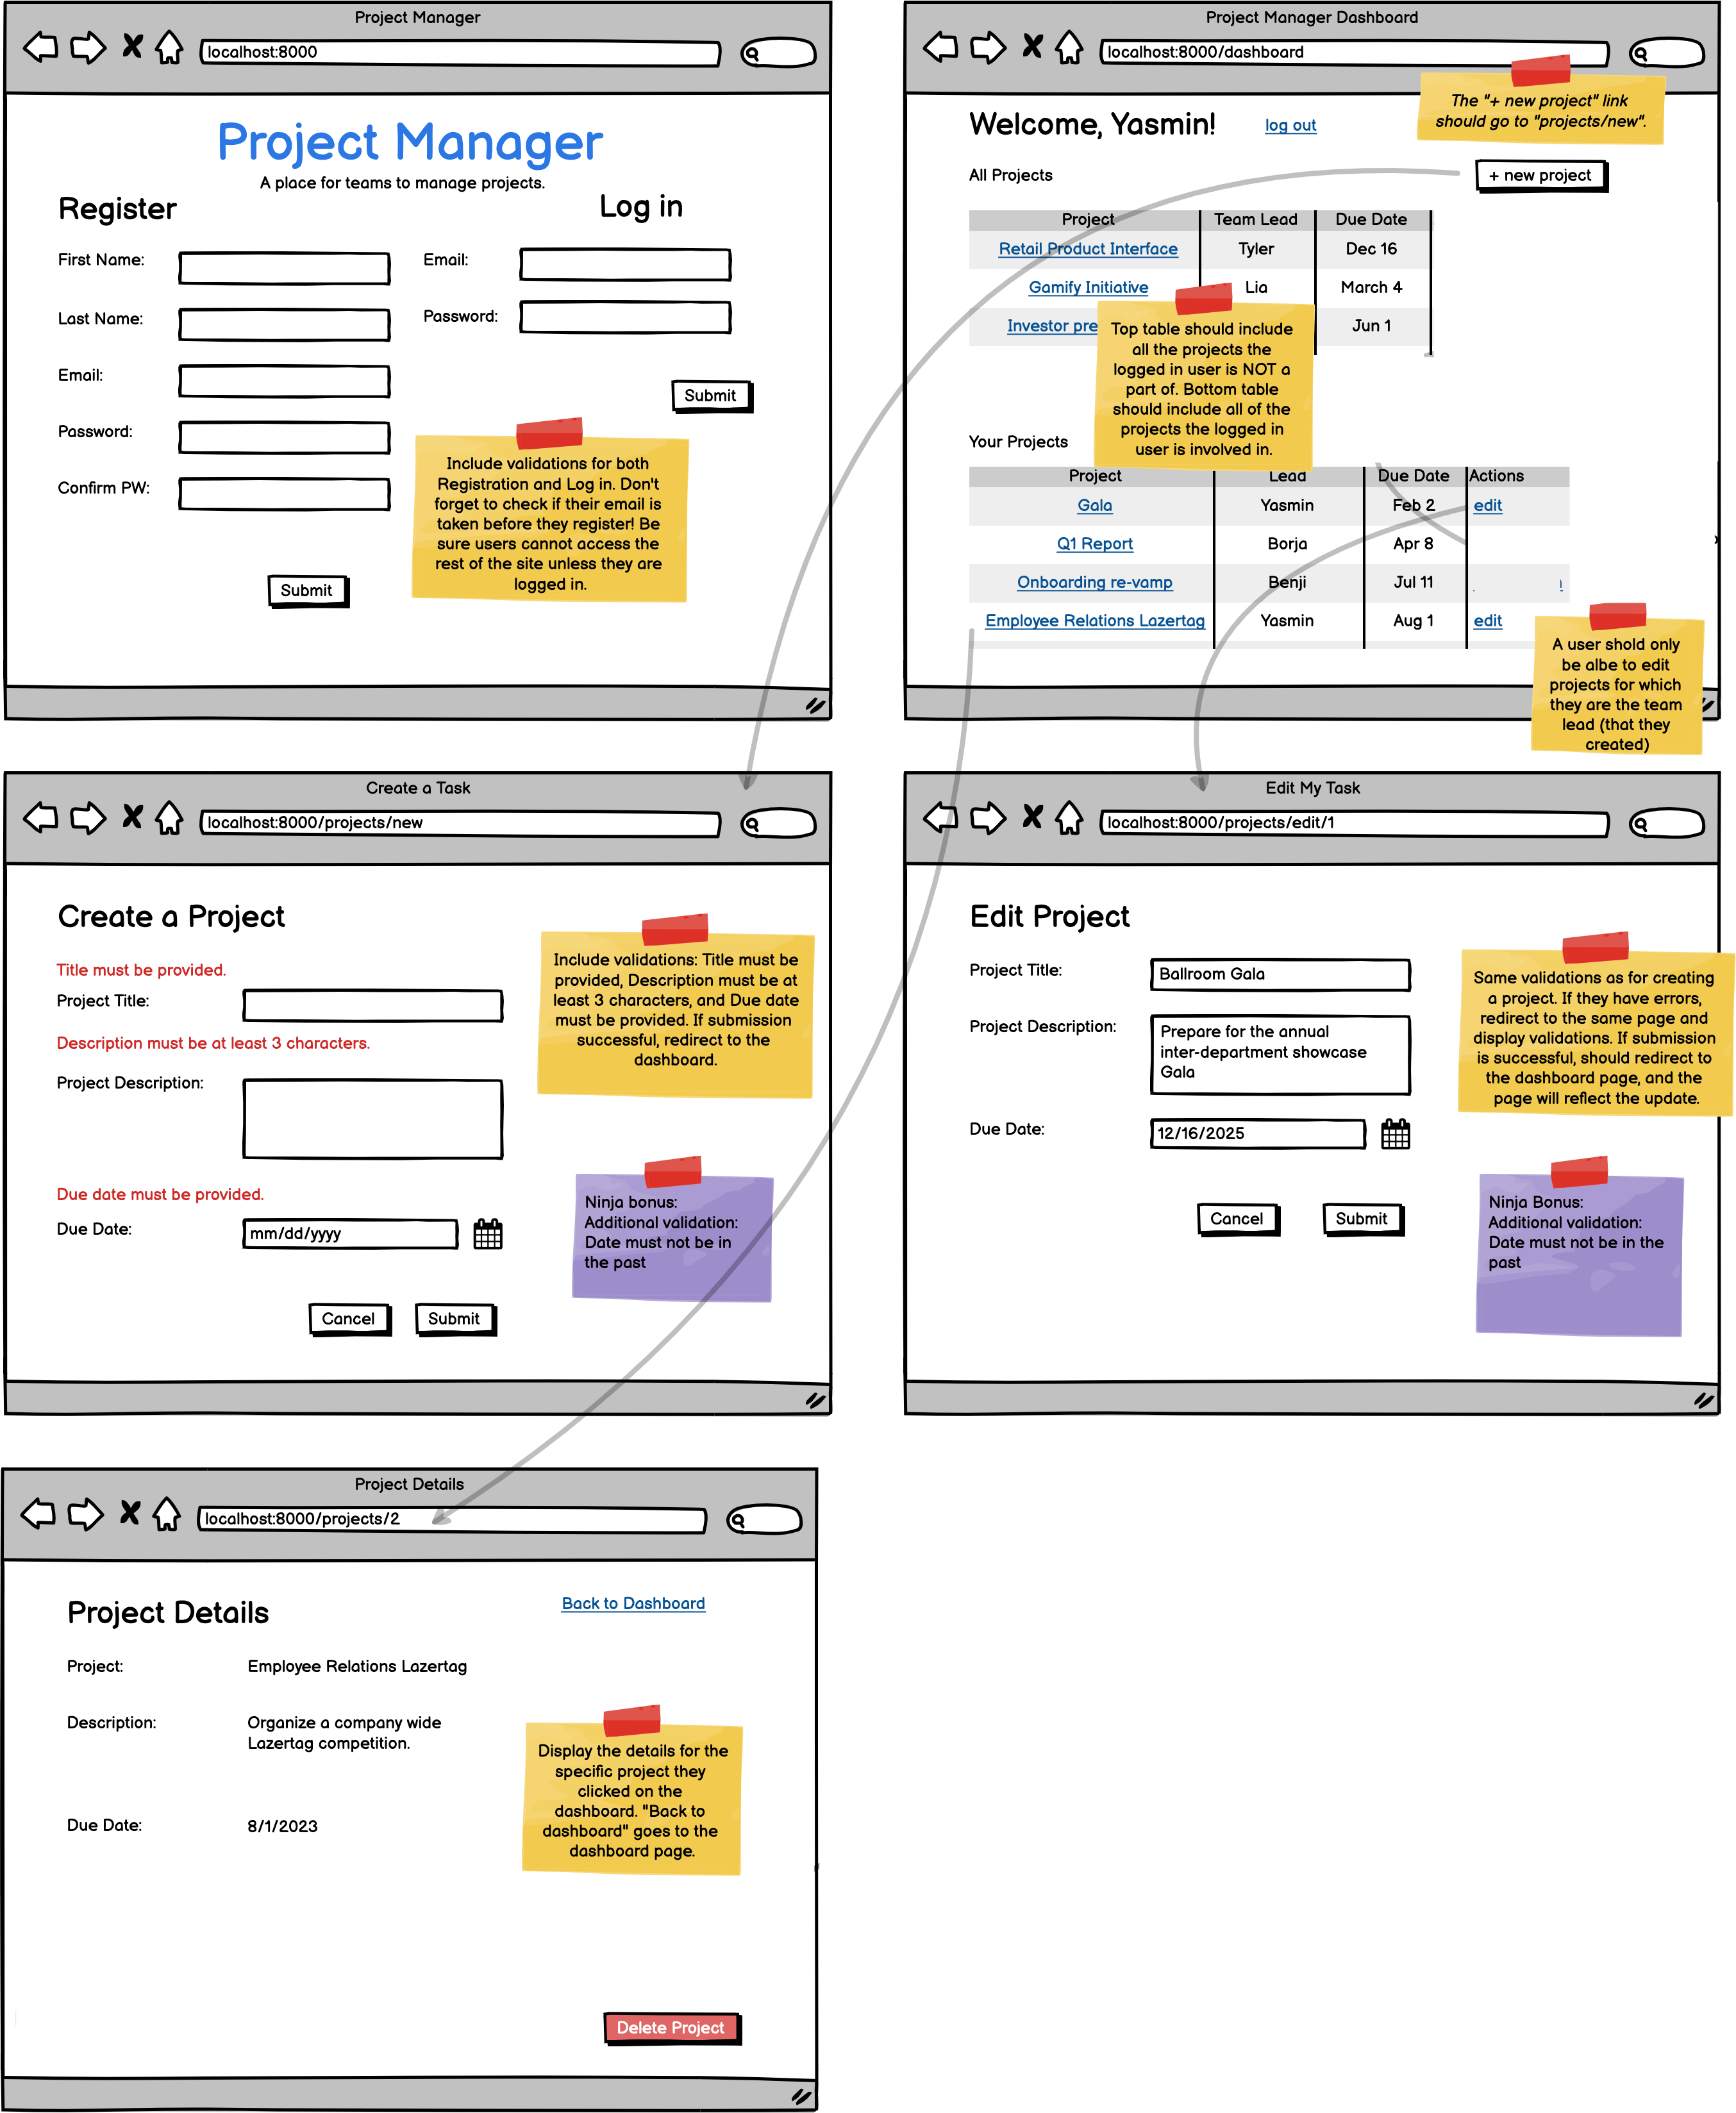 Project Manager
localhost:8000
Project Manager
A place for teams to manage projects.
Register
Log in
First Name:
Last Name:
Email:
Password:
Confirm PW:
Submit
Email:
Password:
Submit
Include validations for both
Registration and Log in. Don't
forget to check if their email is
taken before they register! Be
sure users cannot access the
rest of the site unless they are
logged in.
Project Manager Dashboard
localhost:8000/dashboard
The "+ new project" link
should go to "projects/new".
Welcome, Yasmin!
log out
All Projects
+ new project
Project Team Lead Due Date
Retail Product Interface Tyler Dec 16
Gamify Initiative Lia March 4
Investor pre Jun 1
Top table should include
all the projects the
logged in user is NOT a
part of. Bottom table
should include all of the
projects the logged in
user is involved in.
Your Projects
Project Lead Due Date Actions
Gala Yasmin Feb 2 edit
Q1 Report Borja Apr 8
Onboarding re-vamp Benji Jul 11
Employee Relations Lazertag Yasmin Aug 1 edit
A user shold only
be albe to edit
projects for which
they are the team
lead (that they
created)
Create a Task
localhost:8000/projects/new
Create a Project
Title must be provided.
Project Title:
Description must be at least 3 characters.
Project Description:
Due date must be provided.
Due Date:
mm/dd/yyyy
Cancel
Submit
Include validations: Title must be
provided, Description must be at
least 3 characters, and Due date
must be provided. If submission
successful, redirect to the
dashboard.
Ninja bonus:
Additional validation:
Date must not be in
the past
Edit My Task
localhost:8000/projects/edit/1
Edit Project
Project Title:
Ballroom Gala
Project Description:
Prepare for the annual
inter-department showcase
Gala
Due Date:
12/16/2025
Cancel
Submit
Same validations as for creating
a project. If they have errors,
redirect to the same page and
display validations. If submission
is successful, should redirect to
the dashboard page, and the
page will reflect the update.
Ninja Bonus:
Additional validation:
Date must not be in the
past
Project Details
localhost:8000/projects/2
Project Details
Back to Dashboard
Project:
Employee Relations Lazertag
Description:
Organize a company wide
Lazertag competition.
Due Date:
8/1/2023
Display the details for the
specific project they
clicked on the
dashboard. "Back to
dashboard" goes to the
dashboard page.
Delete Project